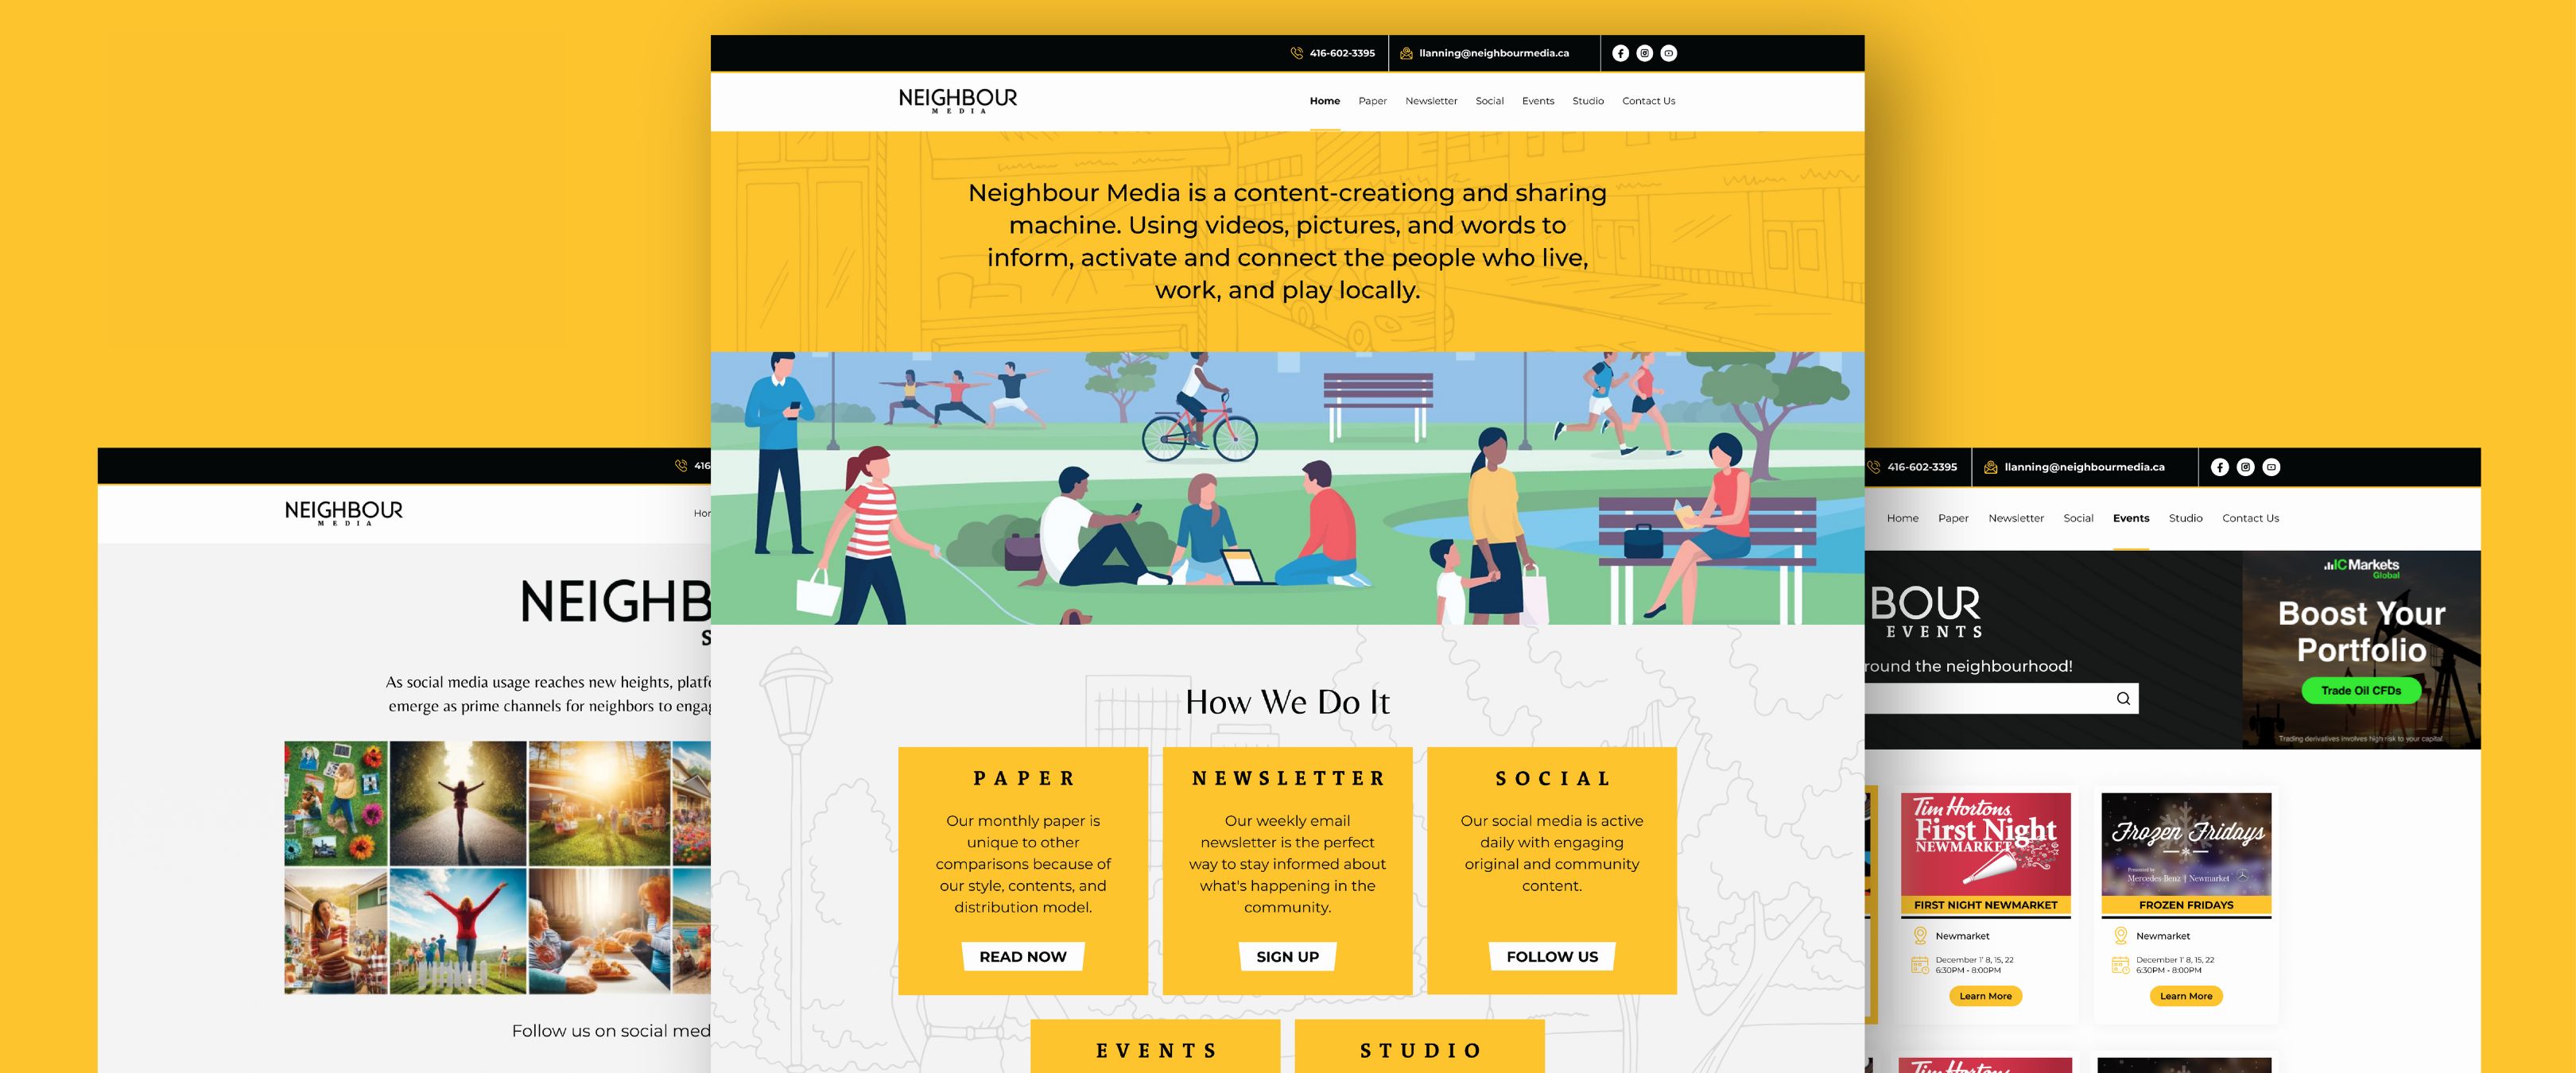 416-602-3395
llanning@neighbourmedia.ca
NEIGHBOUR
MEDIA
Home
Paper
Newsletter
Social
Events
Studio
Contact Us
Neighbour Media is a content-creationg and sharing
machine. Using videos, pictures, and words to
inform, activate and connect the people who live,
work, and play locally.
How We Do It
PAPER
Our monthly paper is
unique to other
comparisons because of
our style, contents, and
distribution model.
READ NOW
NEWSLETTER
Our weekly email
newsletter is the perfect
way to stay informed about
what's happening in the
community.
SIGN UP
SOCIAL
Our social media is active
daily with engaging
original and community
content.
FOLLOW US
EVENTS
STUDIO
416
NEIGHBOUR
MEDIA
Hor
NEIGHB
S
As social media usage reaches new heights, platfo
emerge as prime channels for neighbors to engag
Follow us on social med
416-602-3395
llanning@neighbourmedia.ca
Home
Paper
Newsletter
Social
Events
Studio
Contact Us
BOUR
EVENTS
round the neighbourhood!
IC Markets
Global
Boost Your
Portfolio
Trade Oil CFDs
Trading derivatives involves high risk to your capital.
Tim Hortons
First Night
NEWMARKET
FIRST NIGHT NEWMARKET
Newmarket
December 1' 8, 15, 22
6:30PM - 8:00PM
Learn More
Frozen Fridays
Presented by
Mercedes-Benz | Newmarket
FROZEN FRIDAYS
Newmarket
December 1' 8, 15, 22
6:30PM - 8:00PM
Learn More
Tim Hortons